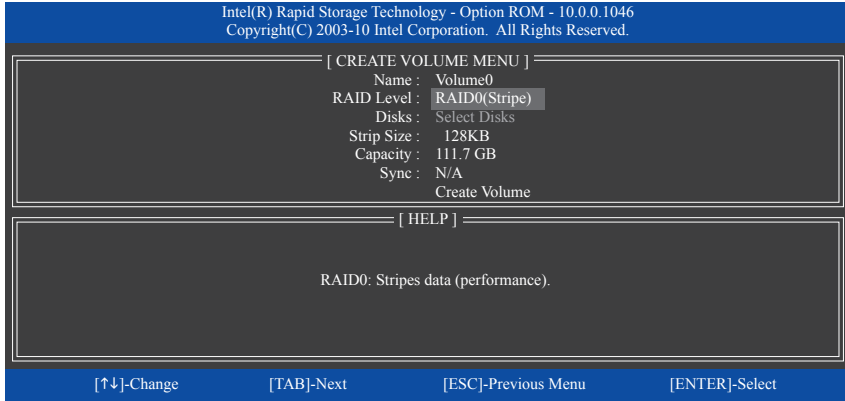 Intel(R) Rapid Storage Technology - Option ROM - 10.0.0.1046
Copyright(C) 2003-10 Intel Corporation. All Rights Reserved.
[ CREATE VOLUME MENU ]
Name : Volume0
RAID Level : RAID0(Stripe)
Disks : Select Disks
Strip Size : 128KB
Capacity : 111.7 GB
Sync : N/A
Create Volume
[ HELP ]
RAID0: Stripes data (performance).
[↑↓]-Change [TAB]-Next [ESC]-Previous Menu [ENTER]-Select